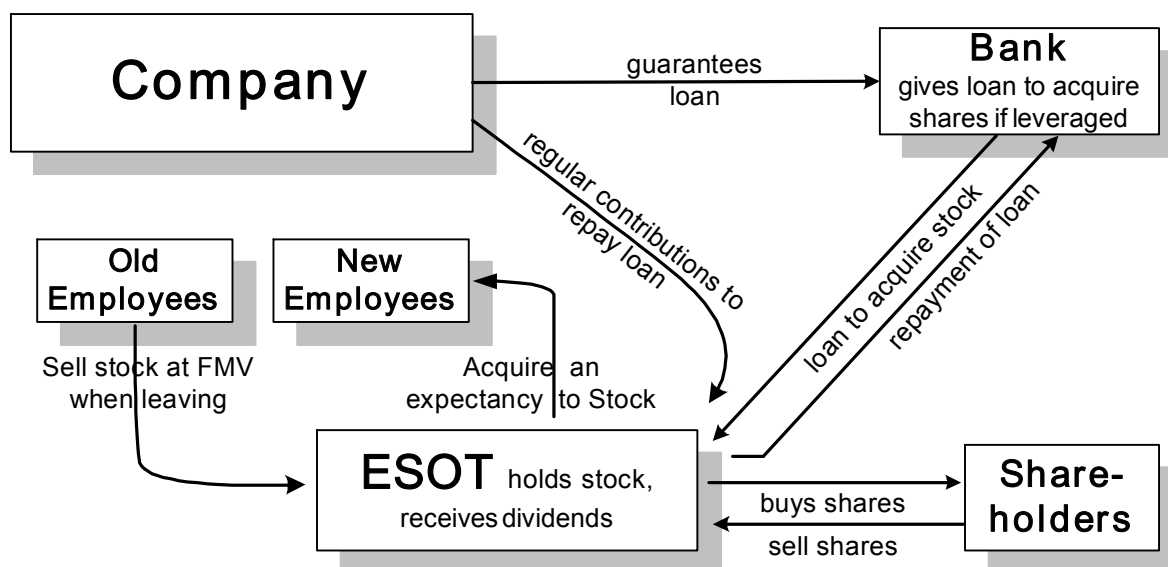 Company
guarantees
loan
Bank
gives loan to acquire
shares if leveraged
regular contributions to
repay loan
loan to acquire stock
repayment of loan
Old
Employees
New
Employees
Sell stock at FMV
when leaving
Acquire an
expectancy to Stock
ESOT holds stock,
receives dividends
buys shares
sell shares
Share-
holders